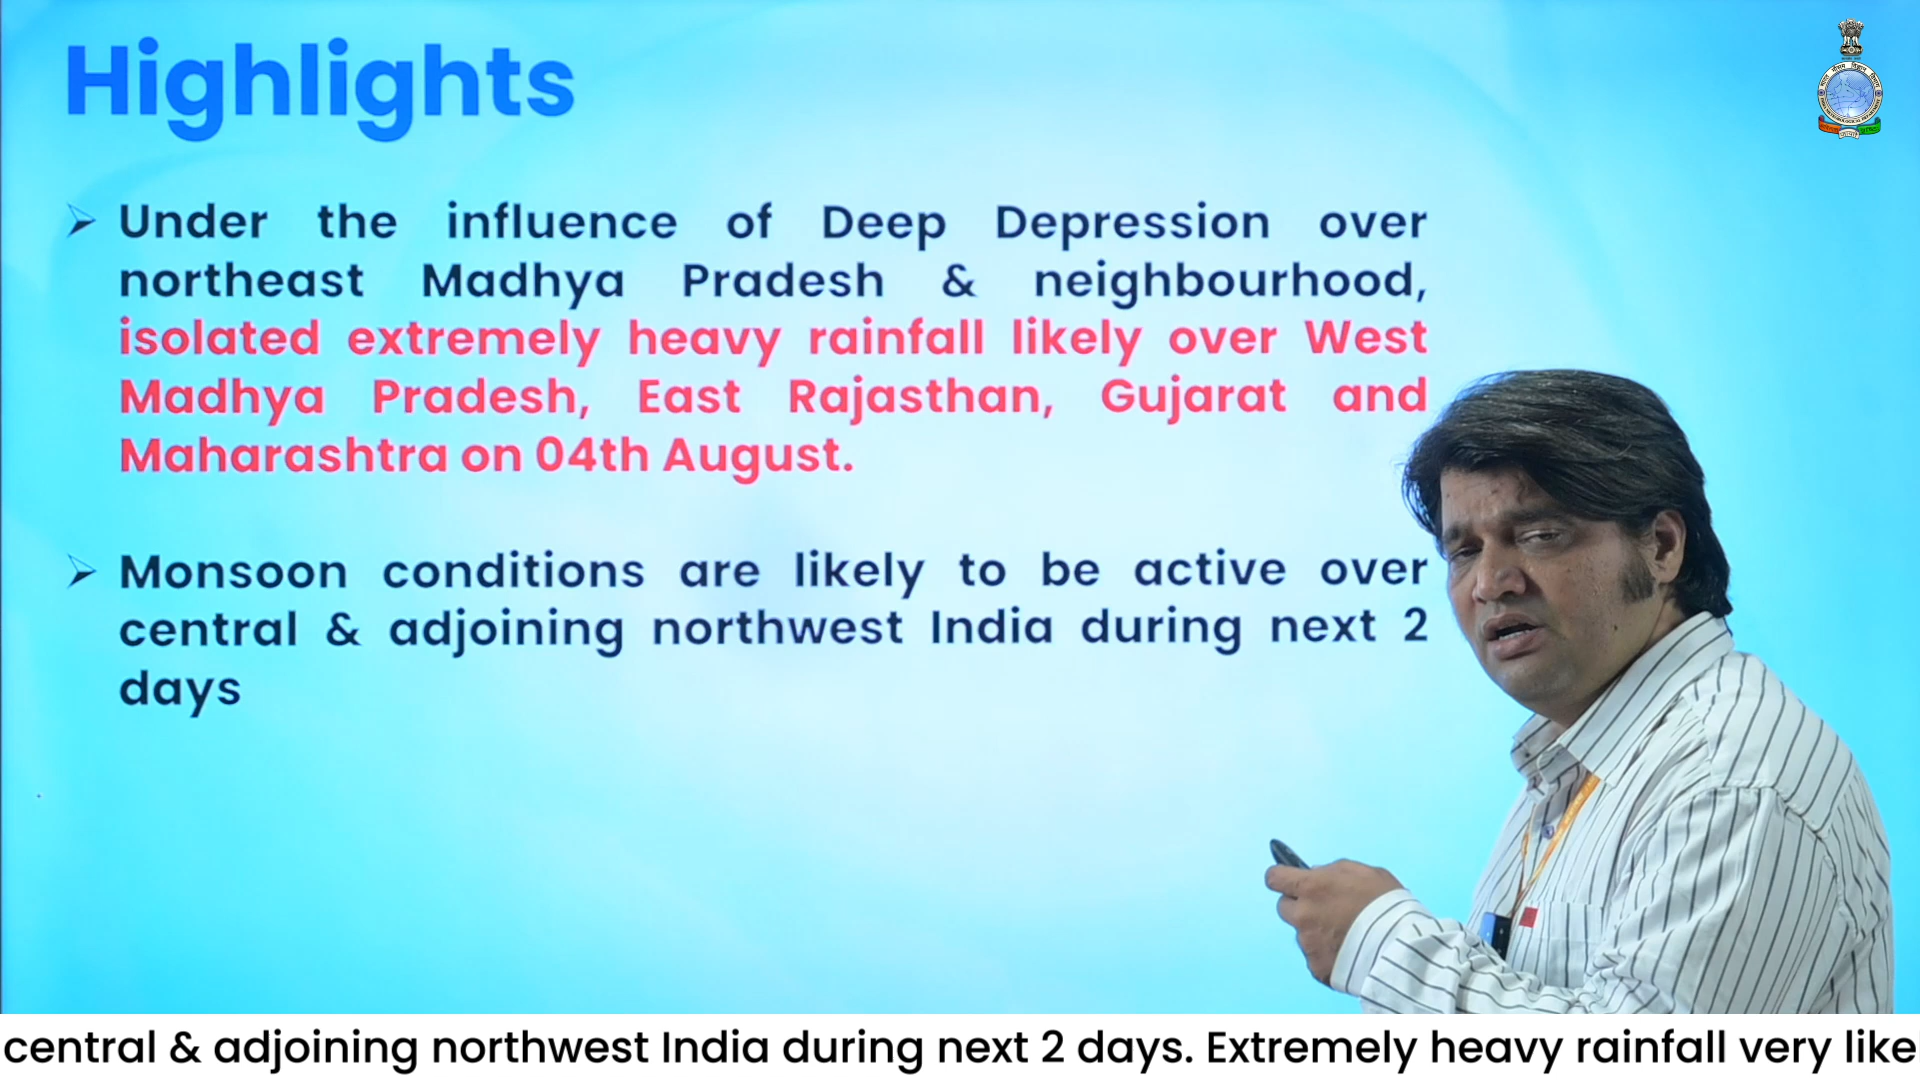 Highlights
Under the influence of Deep Depression over
northeast Madhya Pradesh & neighbourhood,
isolated extremely heavy rainfall likely over West
Madhya Pradesh, East Rajasthan, Gujarat and
Maharashtra on 04th August.
Monsoon conditions are likely to be active over
central & adjoining northwest India during next 2
days
central & adjoining northwest India during next 2 days. Extremely heavy rainfall very like